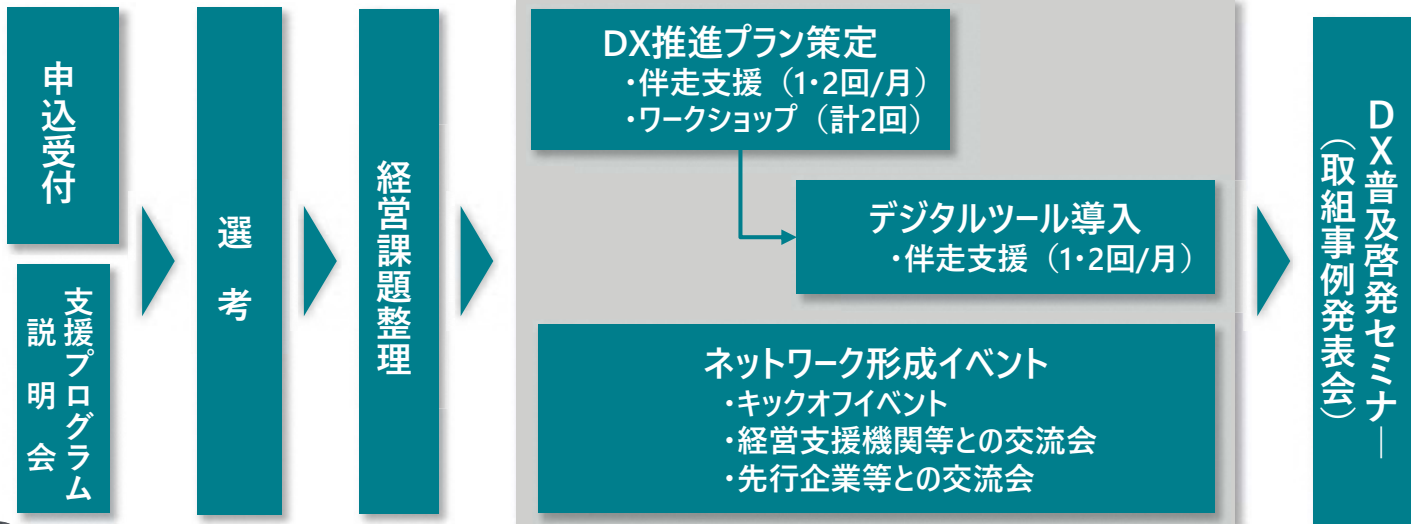 申込受付
支援プログラム
説明会
選考
経営課題整理
DX推進プラン策定
・伴走支援（1・2回/月）
・ワークショップ（計2回）
デジタルツール導入
・伴走支援（1・2回/月）
ネットワーク形成イベント
・キックオフイベント
・経営支援機関等との交流会
・先行企業等との交流会
DX普及啓発セミナー
（取組事例発表会）